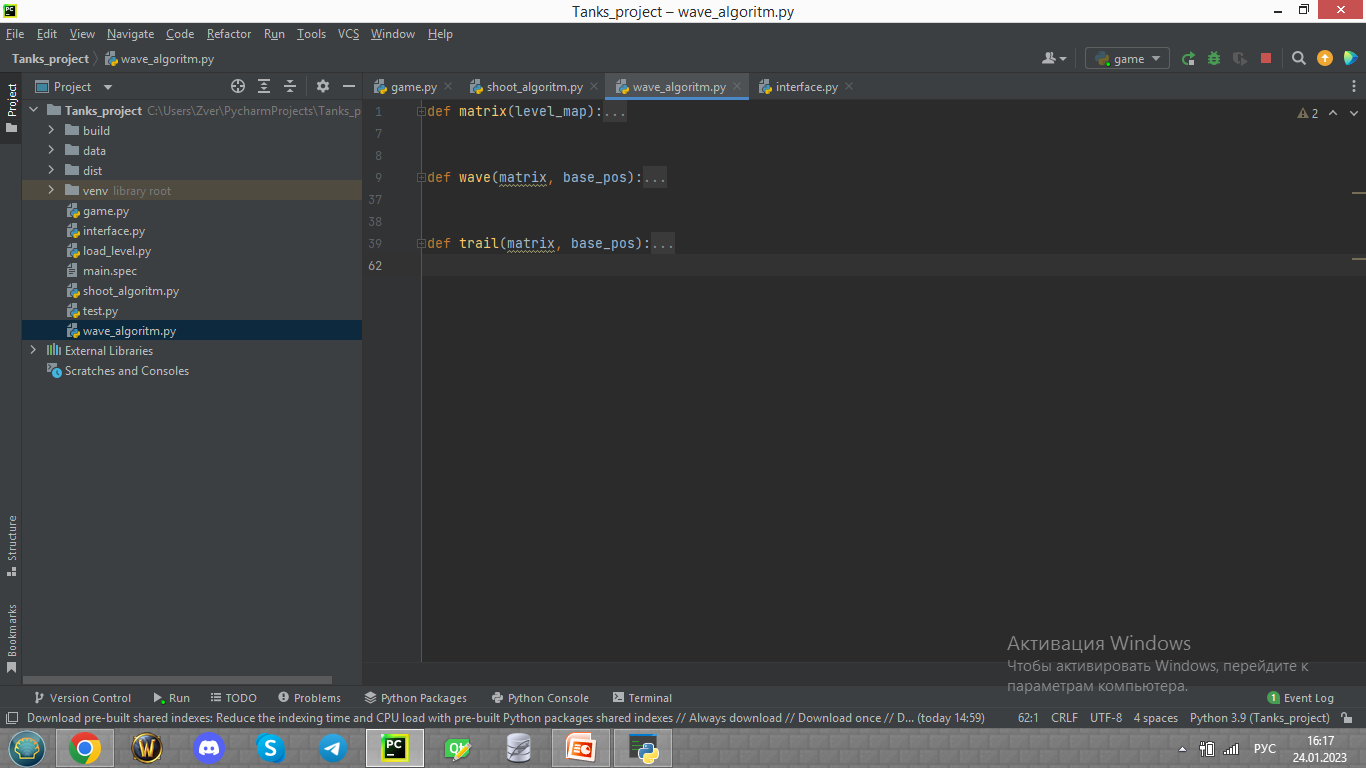 PC
Tanks_project – wave_algoritm.py
File Edit View Navigate Code Refactor Run Tools VCS Window Help
Tanks_project wave_algoritm.py game
Project
Project
game.py shoot_algoritm.py wave_algoritm.py interface.py
Tanks_project C:\Users\Zver\PycharmProjects\Tanks_p
build
data
dist
venv library root
game.py
interface.py
load_level.py
main.spec
shoot_algoritm.py
test.py
wave_algoritm.py
External Libraries
Scratches and Consoles
1 def matrix(level_map):...
7
8
9 def wave(matrix, base_pos):...
37
38
39 def trail(matrix, base_pos):...
62
2
Structure
Bookmarks
Активация Windows
Чтобы активировать Windows, перейдите к
параметрам компьютера.
Version Control Run TODO Problems Python Packages Python Console Terminal 1 Event Log
Download pre-built shared indexes: Reduce the indexing time and CPU load with pre-built Python packages shared indexes // Always download // Download once // D... (today 14:59) 62:1 CRLF UTF-8 4 spaces Python 3.9 (Tanks_project)
W S PC Qt P
РУС
16:17
24.01.2023